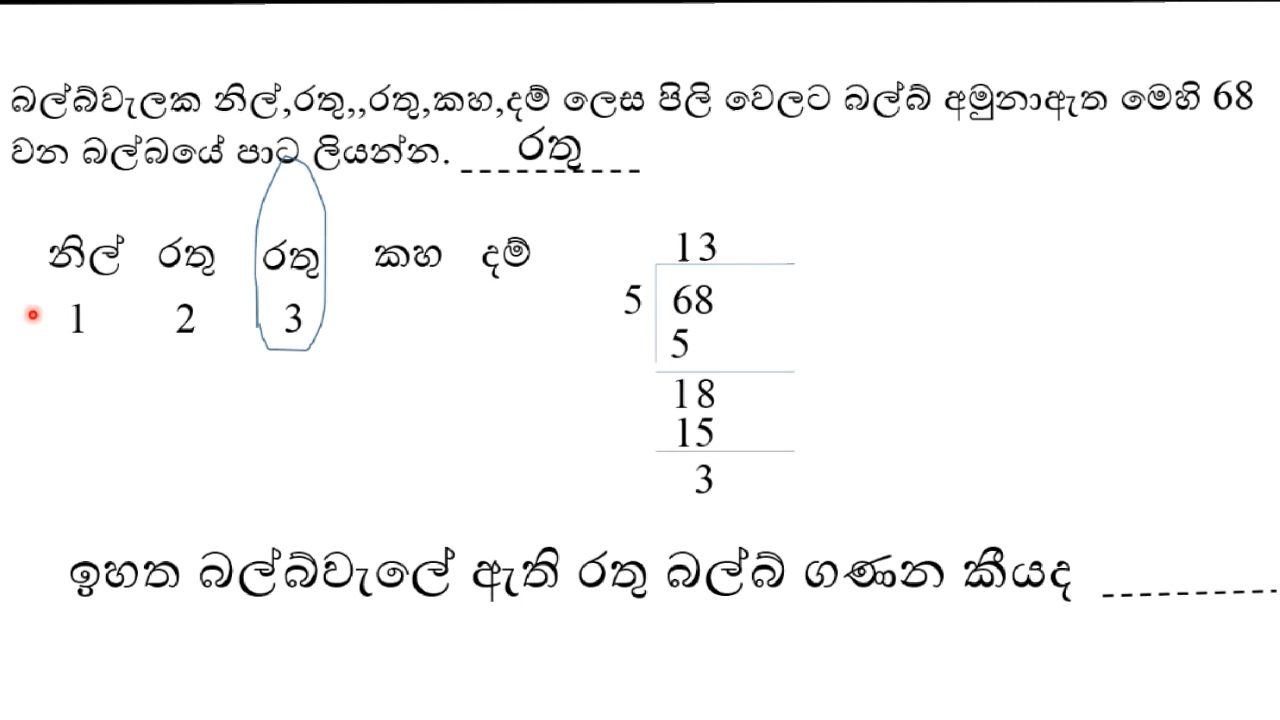 බල්බ්වැලක නිල්,රතු,,රතු,කහ,දම් ලෙස පිලි වෙලට බල්බ් අමුනාඇත මෙහි 68
වන බල්බයේ පාට ලියන්න. රතු
නිල් රතු රතු කහ දම්
1 2 3
13
5 68
5
18
15
3
ඉහත බල්බ්වැලේ ඇති රතු බල්බ් ගණන කීයද ----------